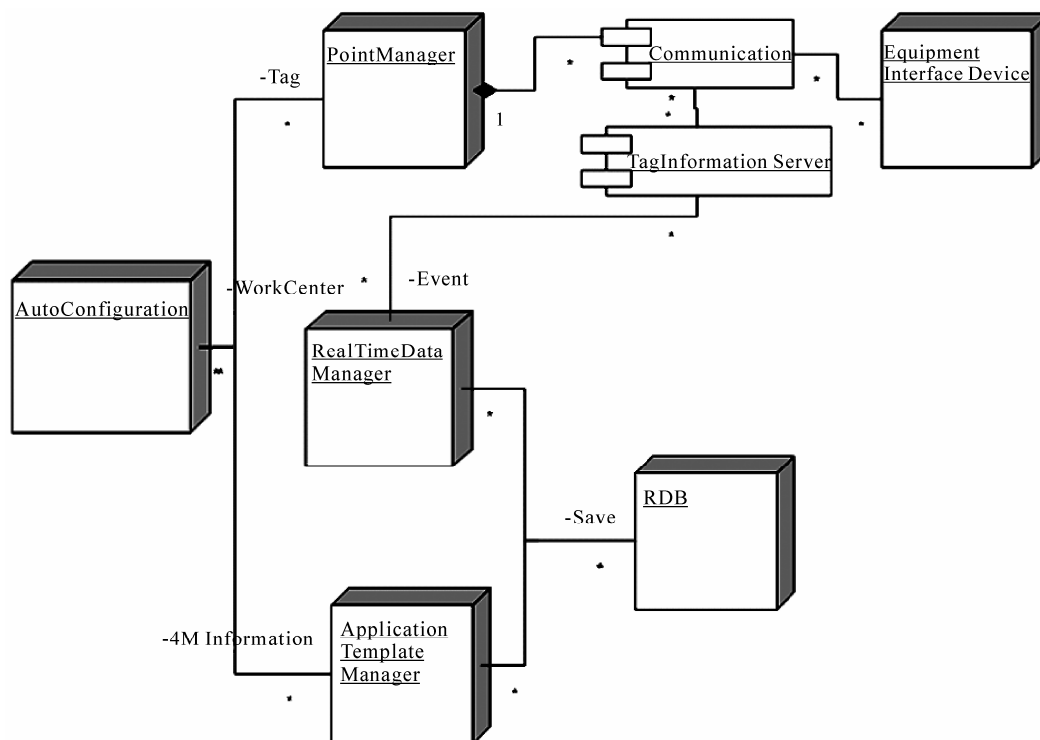 PointManager
Communication
Equipment
Interface Device
-Tag
*
*
*
*
1
*
*
TagInformation Server
*
*
-Event
-WorkCenter
AutoConfiguration
**
RealTimeData
Manager
*
RDB
-Save
*
-4M Information
Application
Template
Manager
*
*